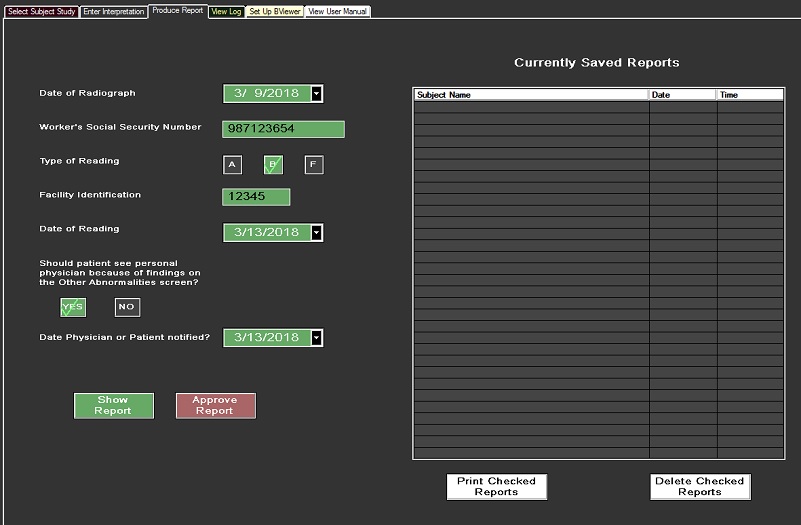 Select Subject Study Enter Interpretation Produce Report View Log Set Up BViewer View User Manual
Currently Saved Reports
Subject Name Date Time
Date of Radiograph 3/ 9/2018
Worker's Social Security Number 987123654
Type of Reading A B F
Facility Identification 12345
Date of Reading 3/13/2018
Should patient see personal
physician because of findings on
the Other Abnormalities screen?
YES NO
Date Physician or Patient notified? 3/13/2018
Show
Report
Approve
Report
Print Checked
Reports
Delete Checked
Reports